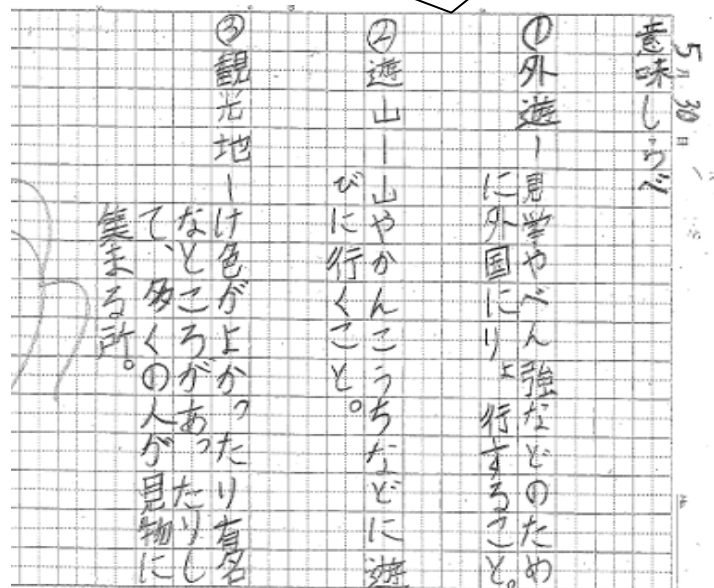 5月30日
意味しらべ
①外遊ー見学やべん強などのため
に外国にりょ行すること。
②遊山ー山やかんこうちなどに遊
びに行くこと。
③観光地ーけ色がよかったり有名
なところがあったりし
て、多くの人が見物に
集まる所。